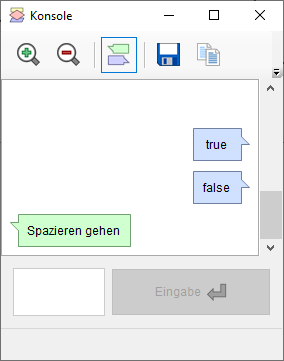 Konsole
true
false
Spazieren gehen
Eingabe